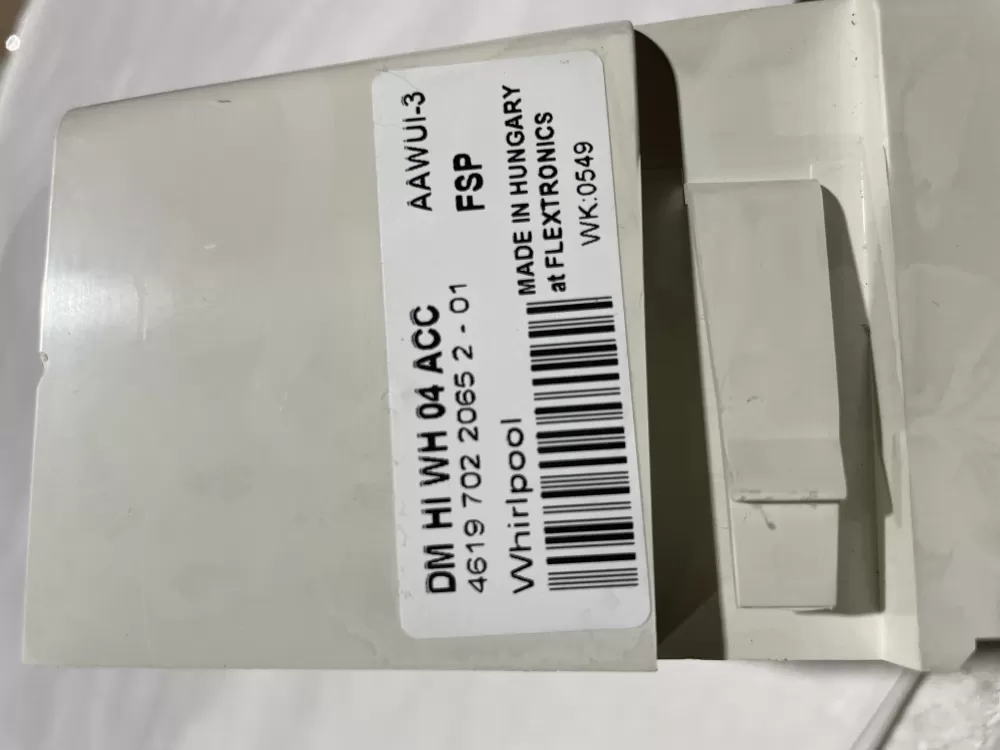 DM HI WH 04 ACC AAWUI-3
4619 702 2065 2 - 01 FSP
Whirlpool MADE IN HUNGARY
at FLEXTRONICS
WK:0549